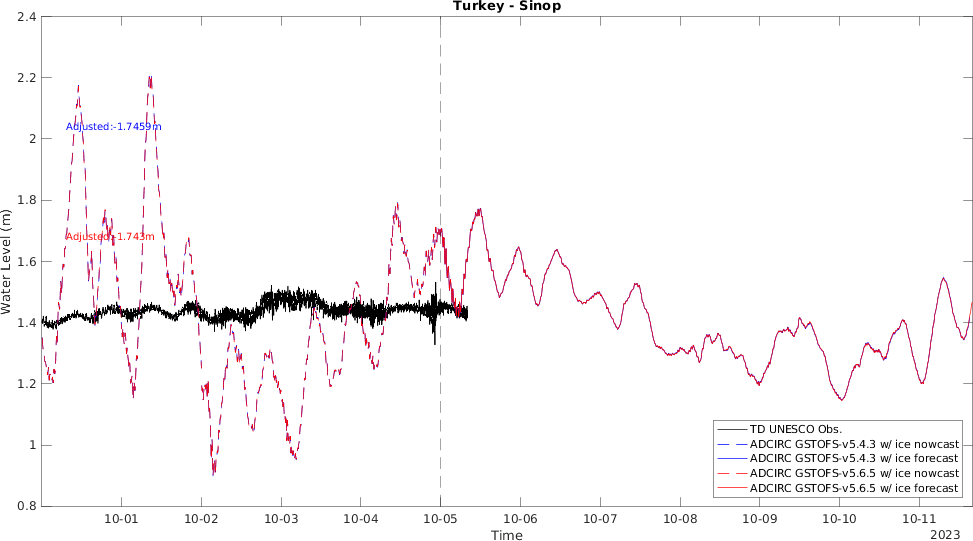 Turkey - Sinop
2.4
2.2
2
1.8
1.6
1.4
1.2
1
0.8
Water Level (m)
Adjusted:-1.7459m
Adjusted:-1.743m
TD UNESCO Obs.
ADCIRC GSTOFS-v5.4.3 w/ ice nowcast
ADCIRC GSTOFS-v5.4.3 w/ ice forecast
ADCIRC GSTOFS-v5.6.5 w/ ice nowcast
ADCIRC GSTOFS-v5.6.5 w/ ice forecast
10-01 10-02 10-03 10-04 10-05 10-06 10-07 10-08 10-09 10-10 10-11
Time
2023